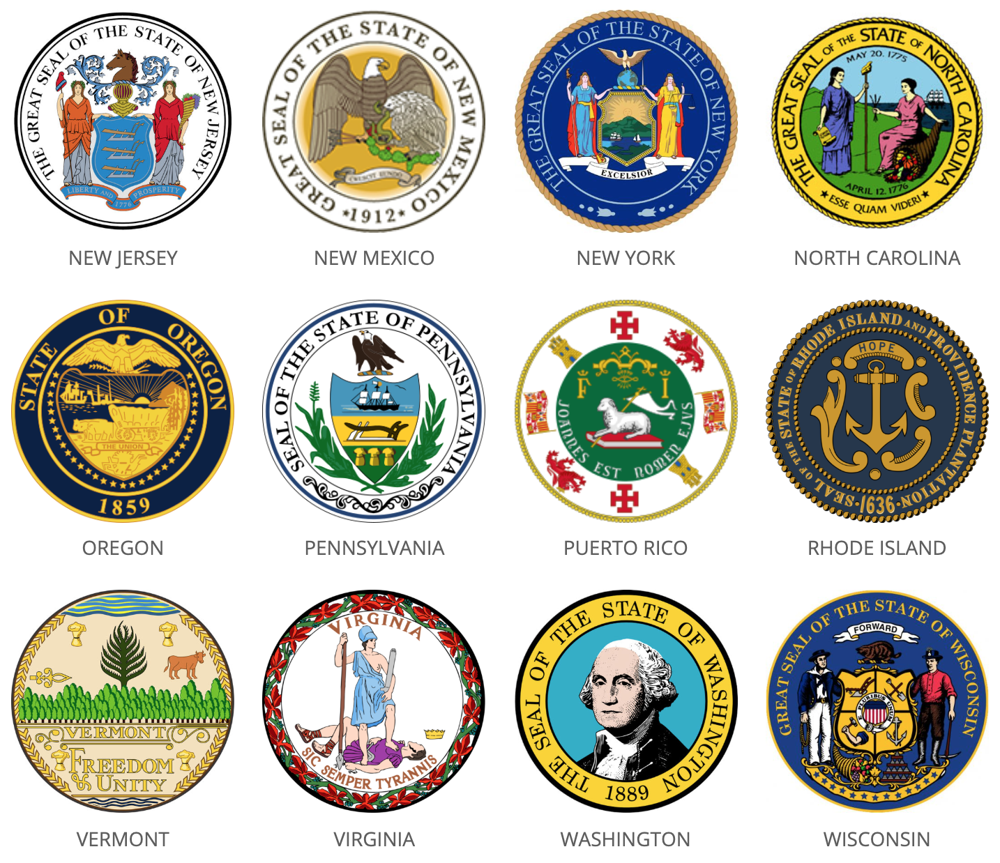 THE GREAT SEAL OF THE STATE OF NEW JERSEY
LIBERTY AND PROSPERITY
1776
NEW JERSEY
GREAT SEAL OF THE STATE OF NEW MEXICO
*1912*
NEW MEXICO
THE GREAT SEAL OF THE STATE OF NEW YORK
EXCELSIOR
NEW YORK
THE GREAT SEAL OF THE STATE OF NORTH CAROLINA
MAY 20, 1775
APRIL 12, 1776
★ ESSE QUAM VIDERI ★
NORTH CAROLINA
STATE OF OREGON
THE UNION
1859
OREGON
SEAL OF THE STATE OF PENNSYLVANIA
PENNSYLVANIA
F I
JOANNES EST NOMEN EJVS
PUERTO RICO
SEAL OF THE STATE OF RHODE ISLAND AND PROVIDENCE PLANTATION
HOPE
·1636·
RHODE ISLAND
VERMONT
FREEDOM
& UNITY
VERMONT
VIRGINIA
SIC SEMPER TYRANNIS
VIRGINIA
THE SEAL OF THE STATE OF WASHINGTON
1889
WASHINGTON
GREAT SEAL OF THE STATE OF WISCONSIN
FORWARD
PLURIBUS UNUM
WISCONSIN